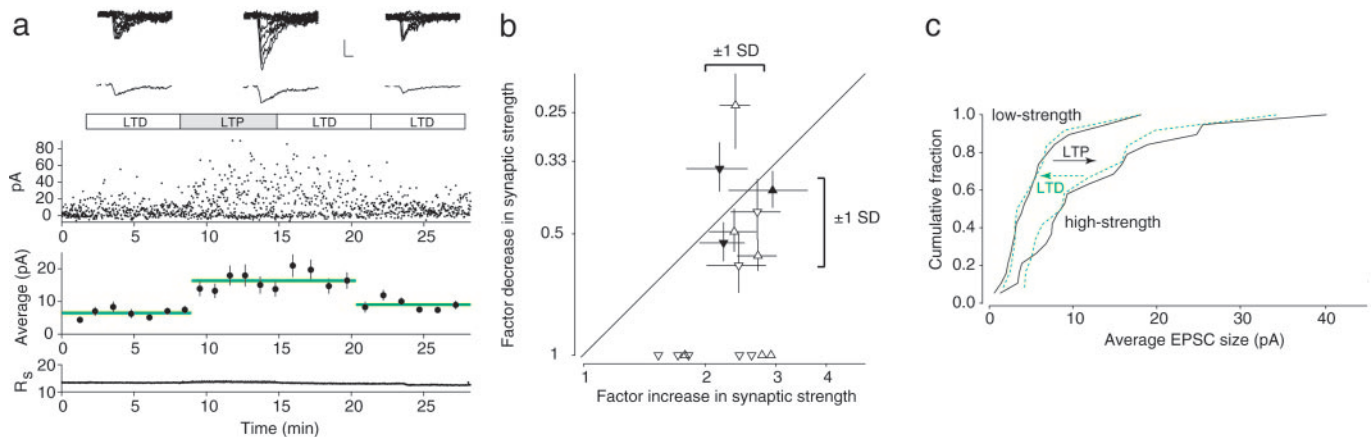 a
LTD LTP LTD LTD
pA
80
60
40
20
0
0 5 10 15 20 25
Average (pA)
20
10
0
0 5 10 15 20 25
Rs
20
10
0 5 10 15 20 25
Time (min)
b
±1 SD
±1 SD
Factor decrease in synaptic strength
0.25
0.33
0.5
1
1 2 3 4
Factor increase in synaptic strength
c
Cumulative fraction
1.0
0.8
0.6
0.4
0.2
0.0
low-strength
LTP
LTD
high-strength
0 10 20 30 40
Average EPSC size (pA)